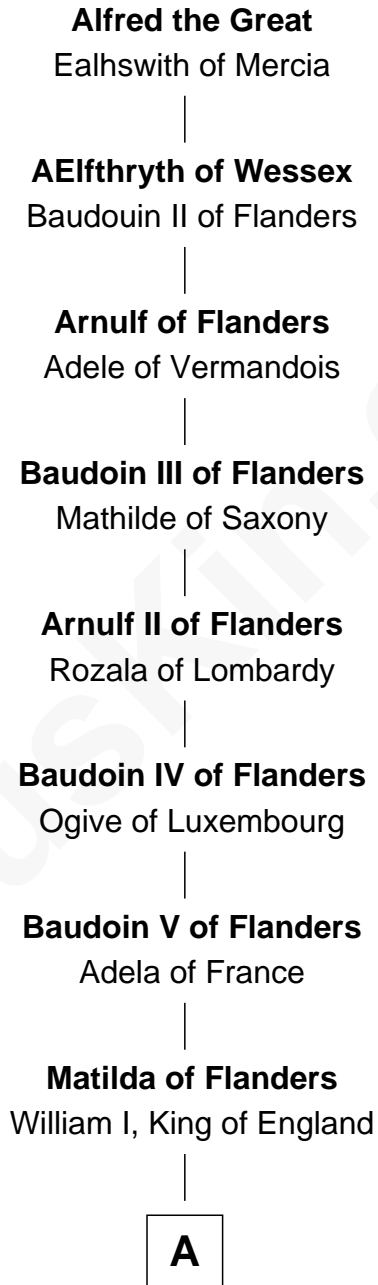 Alfred the Great
Ealhswith of Mercia
AElfthryth of Wessex
Baudouin II of Flanders
Arnulf of Flanders
Adele of Vermandois
Baudoin III of Flanders
Mathilde of Saxony
Arnulf II of Flanders
Rozala of Lombardy
Baudoin IV of Flanders
Ogive of Luxembourg
Baudoin V of Flanders
Adela of France
Matilda of Flanders
William I, King of England
A